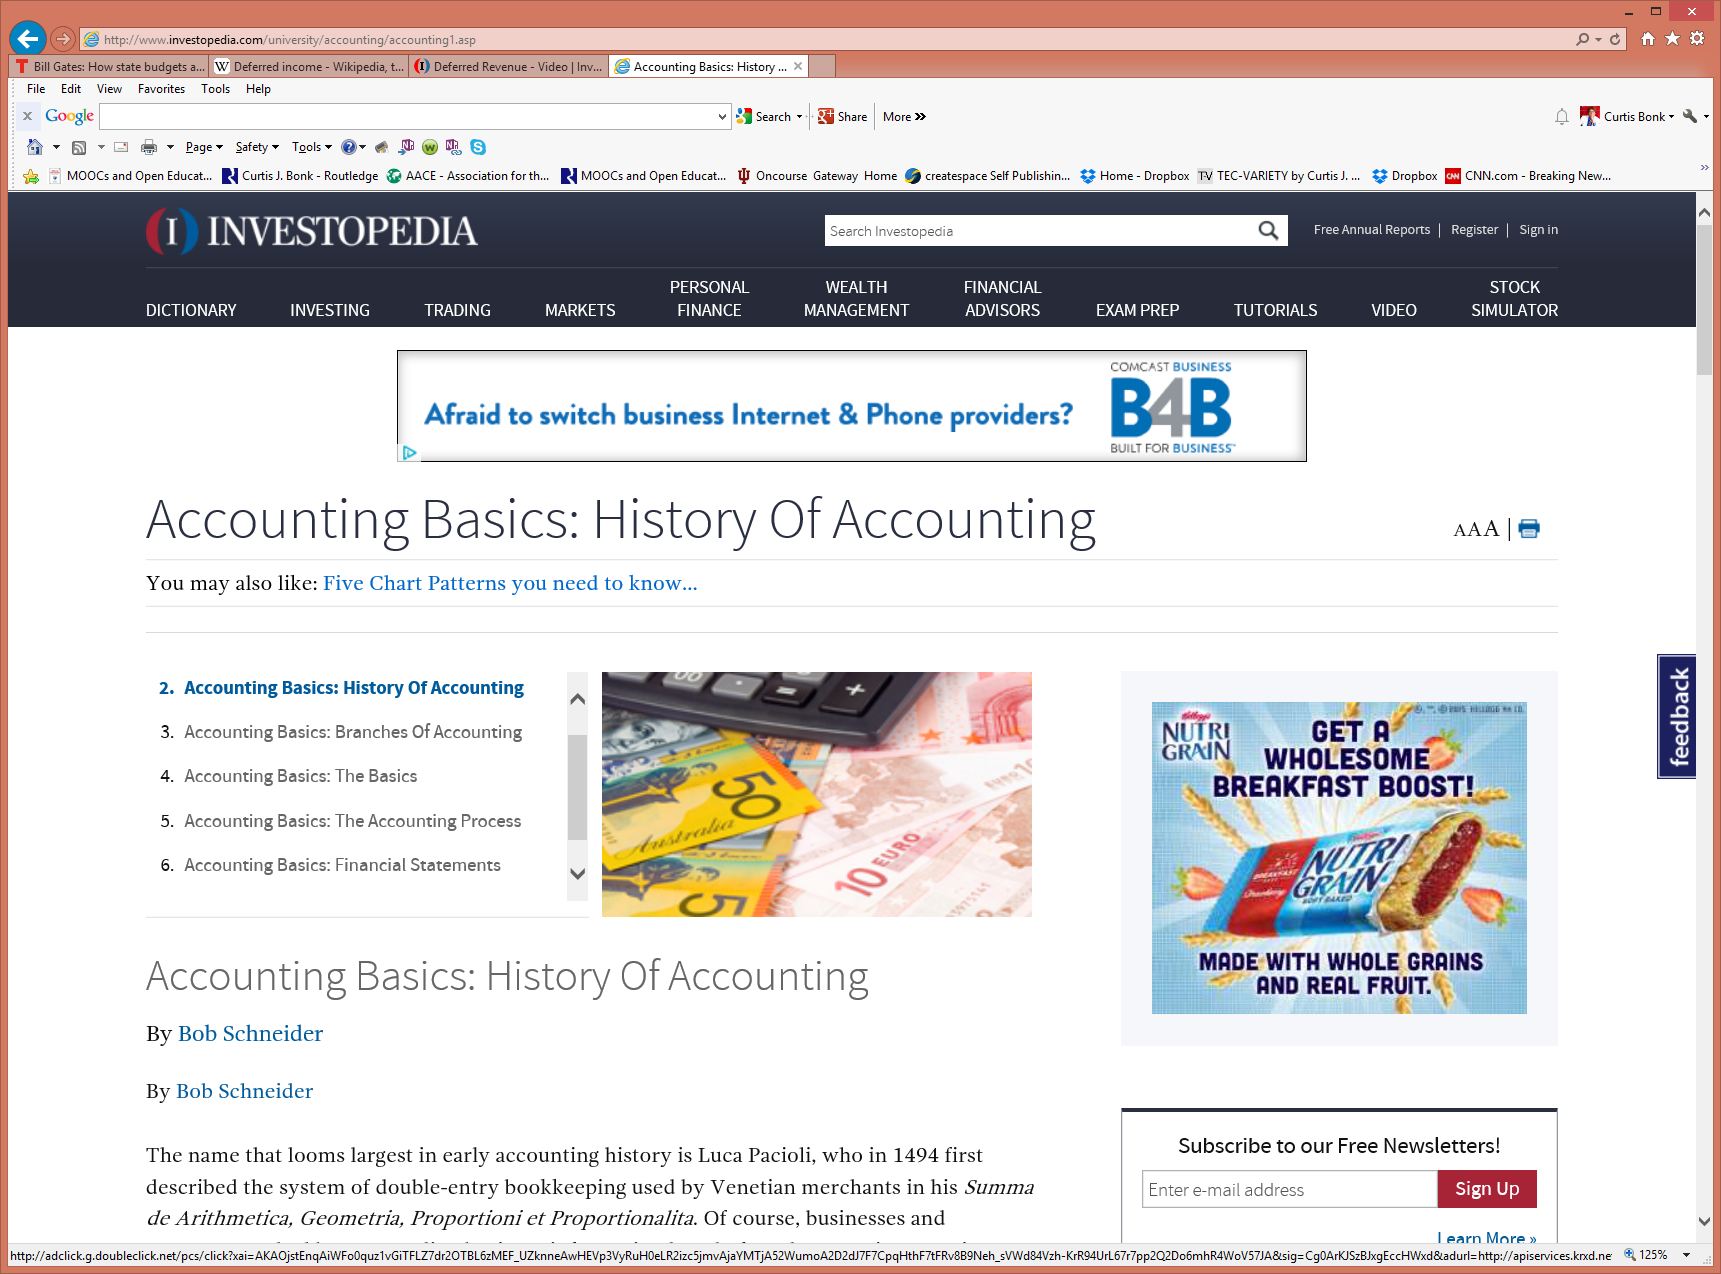 http://www.investopedia.com/university/accounting/accounting1.asp
Bill Gates: How state budgets a...
Deferred income - Wikipedia, t...
Deferred Revenue - Video | Inv...
Accounting Basics: History ...
File Edit View Favorites Tools Help
x Google Search Share More »
Curtis Bonk
Page Safety Tools
MOOCs and Open Educat... Curtis J. Bonk - Routledge AACE - Association for th... MOOCs and Open Educat... Oncourse Gateway Home createspace Self Publishin... Home - Dropbox TEC-VARIETY by Curtis J. ... Dropbox CNN.com - Breaking New...
INVESTOPEDIA
Search Investopedia
Free Annual Reports | Register | Sign in
DICTIONARY INVESTING TRADING MARKETS PERSONAL FINANCE WEALTH MANAGEMENT FINANCIAL ADVISORS EXAM PREP TUTORIALS VIDEO STOCK SIMULATOR
Afraid to switch business Internet & Phone providers?
COMCAST BUSINESS
B4B
BUILT FOR BUSINESS™
Accounting Basics: History Of Accounting
AAA |
You may also like: Five Chart Patterns you need to know...
2. Accounting Basics: History Of Accounting
3. Accounting Basics: Branches Of Accounting
4. Accounting Basics: The Basics
5. Accounting Basics: The Accounting Process
6. Accounting Basics: Financial Statements
50
Australia
5
10 EURO
Kellogg's
NUTRI GRAIN
GET A
WHOLESOME
BREAKFAST BOOST!
NUTRI GRAIN
SOFT BAKED
MADE WITH WHOLE GRAINS
AND REAL FRUIT.
feedback
Accounting Basics: History Of Accounting
By Bob Schneider
By Bob Schneider
The name that looms largest in early accounting history is Luca Pacioli, who in 1494 first
described the system of double-entry bookkeeping used by Venetian merchants in his Summa
de Arithmetica, Geometria, Proportioni et Proportionalita. Of course, businesses and
Subscribe to our Free Newsletters!
Enter e-mail address
Sign Up
Learn More »
125%